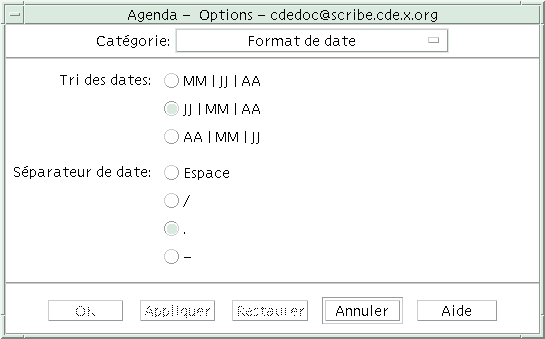 Agenda – Options – cdedoc@scribe.cde.x.org
Catégorie: Format de date
Tri des dates: MM | JJ | AA
JJ | MM | AA
AA | MM | JJ
Séparateur de date: Espace
/
.
–
OK Appliquer Restaurer Annuler Aide